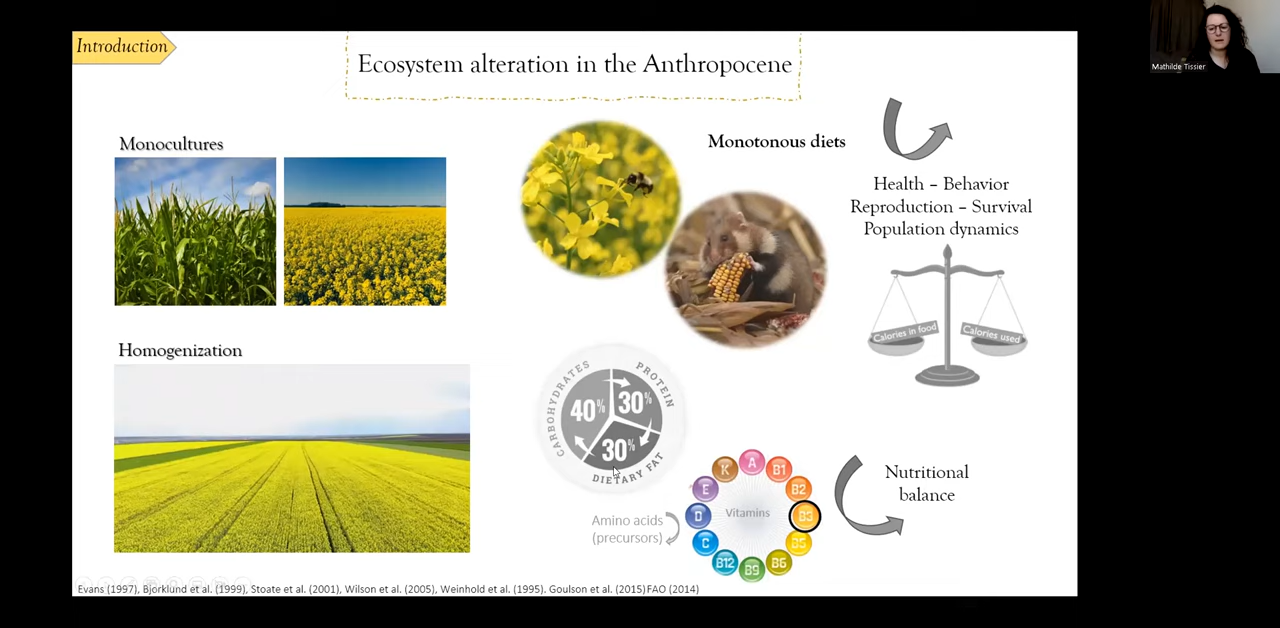 Introduction
Ecosystem alteration in the Anthropocene
Mathilde Tissier
Monocultures
Monotonous diets
Health – Behavior
Reproduction – Survival
Population dynamics
Calories in food
Calories used
Homogenization
CARBOHYDRATES
40%
PROTEIN
30%
30%
DIETARY FAT
Amino acids
(precursors)
Vitamins
A
B1
B2
B3
B5
B6
B9
B12
C
D
E
K
Nutritional
balance
Evans (1997), Bjorklund et al. (1999), Stoate et al. (2001), Wilson et al. (2005), Weinhold et al. (1995). Goulson et al. (2015)FAO (2014)